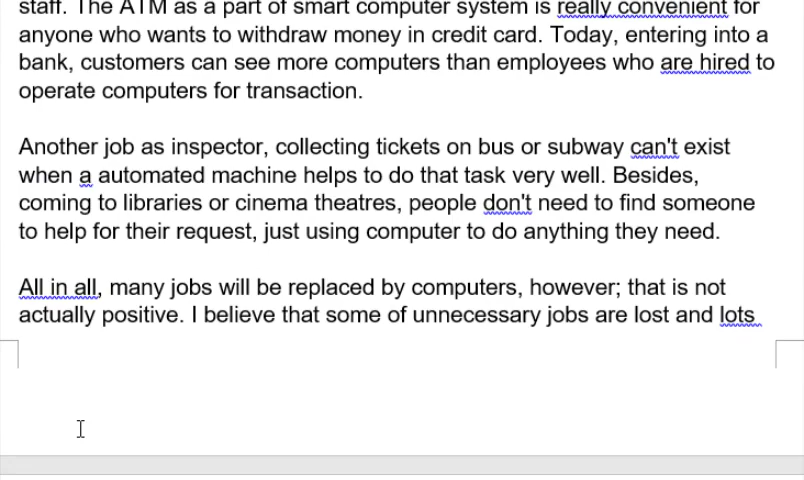 staff. The ATM as a part of smart computer system is really convenient for
anyone who wants to withdraw money in credit card. Today, entering into a
bank, customers can see more computers than employees who are hired to
operate computers for transaction.
Another job as inspector, collecting tickets on bus or subway can't exist
when a automated machine helps to do that task very well. Besides,
coming to libraries or cinema theatres, people don't need to find someone
to help for their request, just using computer to do anything they need.
All in all, many jobs will be replaced by computers, however; that is not
actually positive. I believe that some of unnecessary jobs are lost and lots